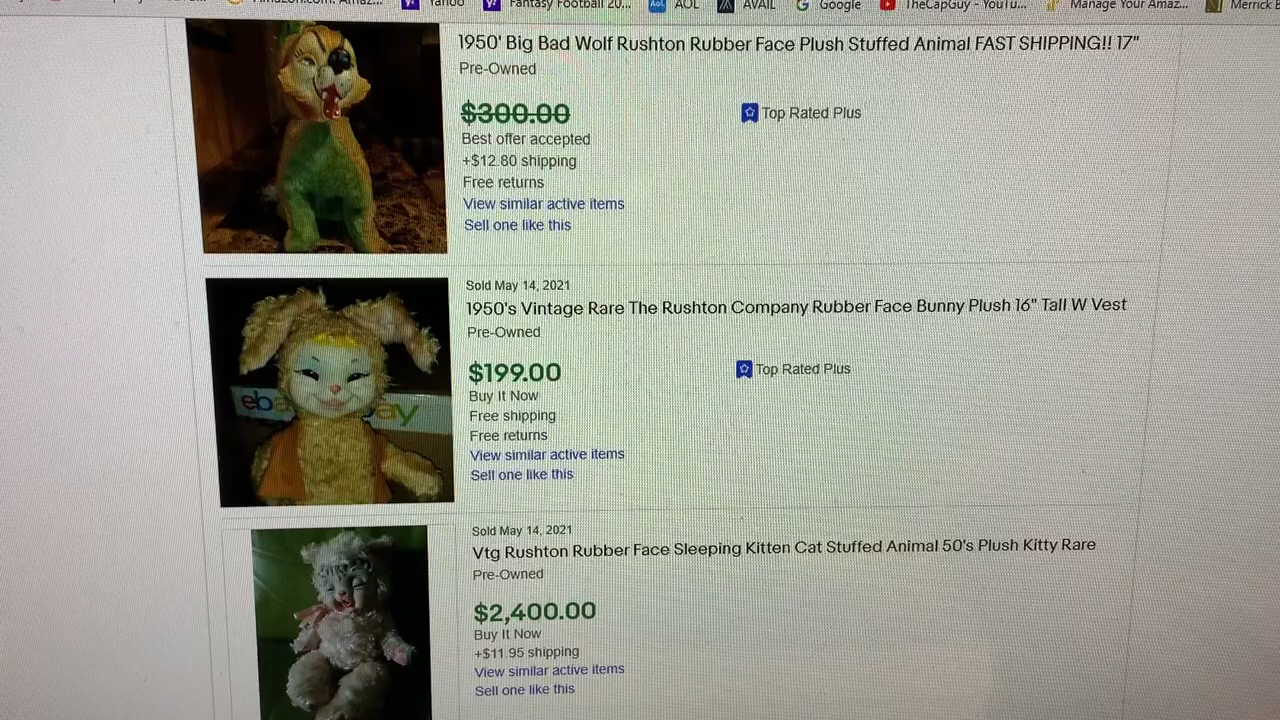 Yahoo
Fantasy Football 20...
AOL
AVAIL
Google
TheCapGuy - YouTu...
Manage Your Amaz...
Merrick
1950' Big Bad Wolf Rushton Rubber Face Plush Stuffed Animal FAST SHIPPING!! 17"
Pre-Owned
$300.00
Top Rated Plus
Best offer accepted
+$12.80 shipping
Free returns
View similar active items
Sell one like this
Sold May 14, 2021
1950's Vintage Rare The Rushton Company Rubber Face Bunny Plush 16" Tall W Vest
Pre-Owned
$199.00
Top Rated Plus
Buy It Now
Free shipping
Free returns
View similar active items
Sell one like this
eb
ay
Sold May 14, 2021
Vtg Rushton Rubber Face Sleeping Kitten Cat Stuffed Animal 50's Plush Kitty Rare
Pre-Owned
$2,400.00
Buy It Now
+$11.95 shipping
View similar active items
Sell one like this